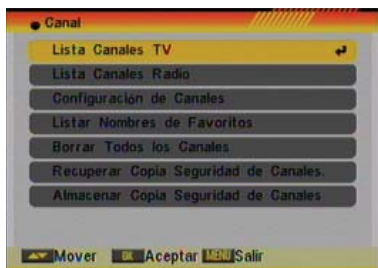 Canal
Lista Canales TV
Lista Canales Radio
Configuración de Canales
Listar Nombres de Favoritos
Borrar Todos los Canales
Recuperar Copia Seguridad de Canales.
Almacenar Copia Seguridad de Canales
Mover OK Aceptar MENU Salir